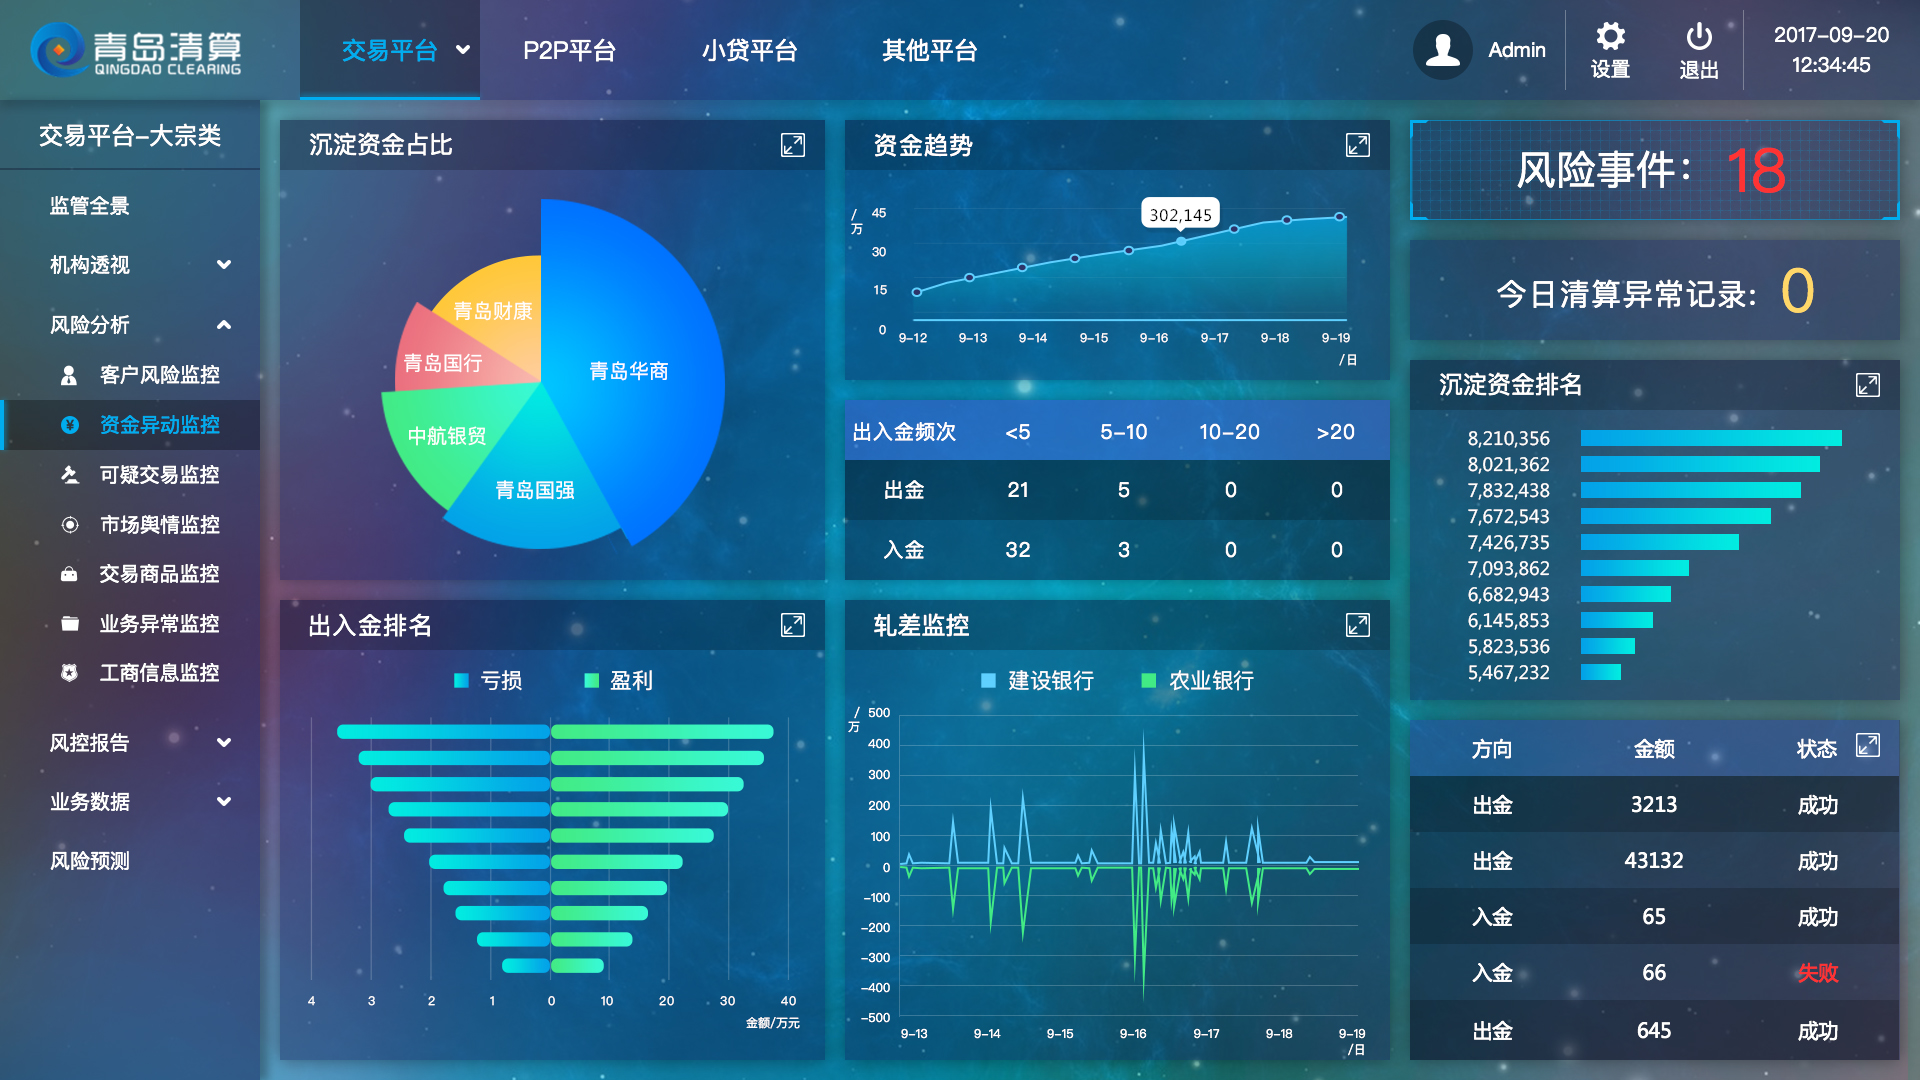 青岛清算
QINGDAO CLEARING
交易平台
P2P平台
小贷平台
其他平台
Admin
设置
退出
2017-09-20
12:34:45
交易平台-大宗类
监管全景
机构透视
风险分析
客户风险监控
资金异动监控
可疑交易监控
市场舆情监控
交易商品监控
业务异常监控
工商信息监控
风控报告
业务数据
风险预测
沉淀资金占比
青岛财康
青岛国行
青岛华商
中航银贸
青岛国强
资金趋势
/万
45
30
15
0
302,145
9-12
9-13
9-14
9-15
9-16
9-17
9-18
9-19
/日
出入金频次 <5 5-10 10-20 >20
出金 21 5 0 0
入金 32 3 0 0
出入金排名
亏损
盈利
4 3 2 1 0 10 20 30 40
金额/万元
轧差监控
建设银行
农业银行
/万
500
400
300
200
100
0
-100
-200
-300
-400
-500
9-13
9-14
9-15
9-16
9-17
9-18
9-19
/日
风险事件： 18
今日清算异常记录: 0
沉淀资金排名
8,210,356
8,021,362
7,832,438
7,672,543
7,426,735
7,093,862
6,682,943
6,145,853
5,823,536
5,467,232
方向 金额 状态
出金 3213 成功
出金 43132 成功
入金 65 成功
入金 66 失败
出金 645 成功